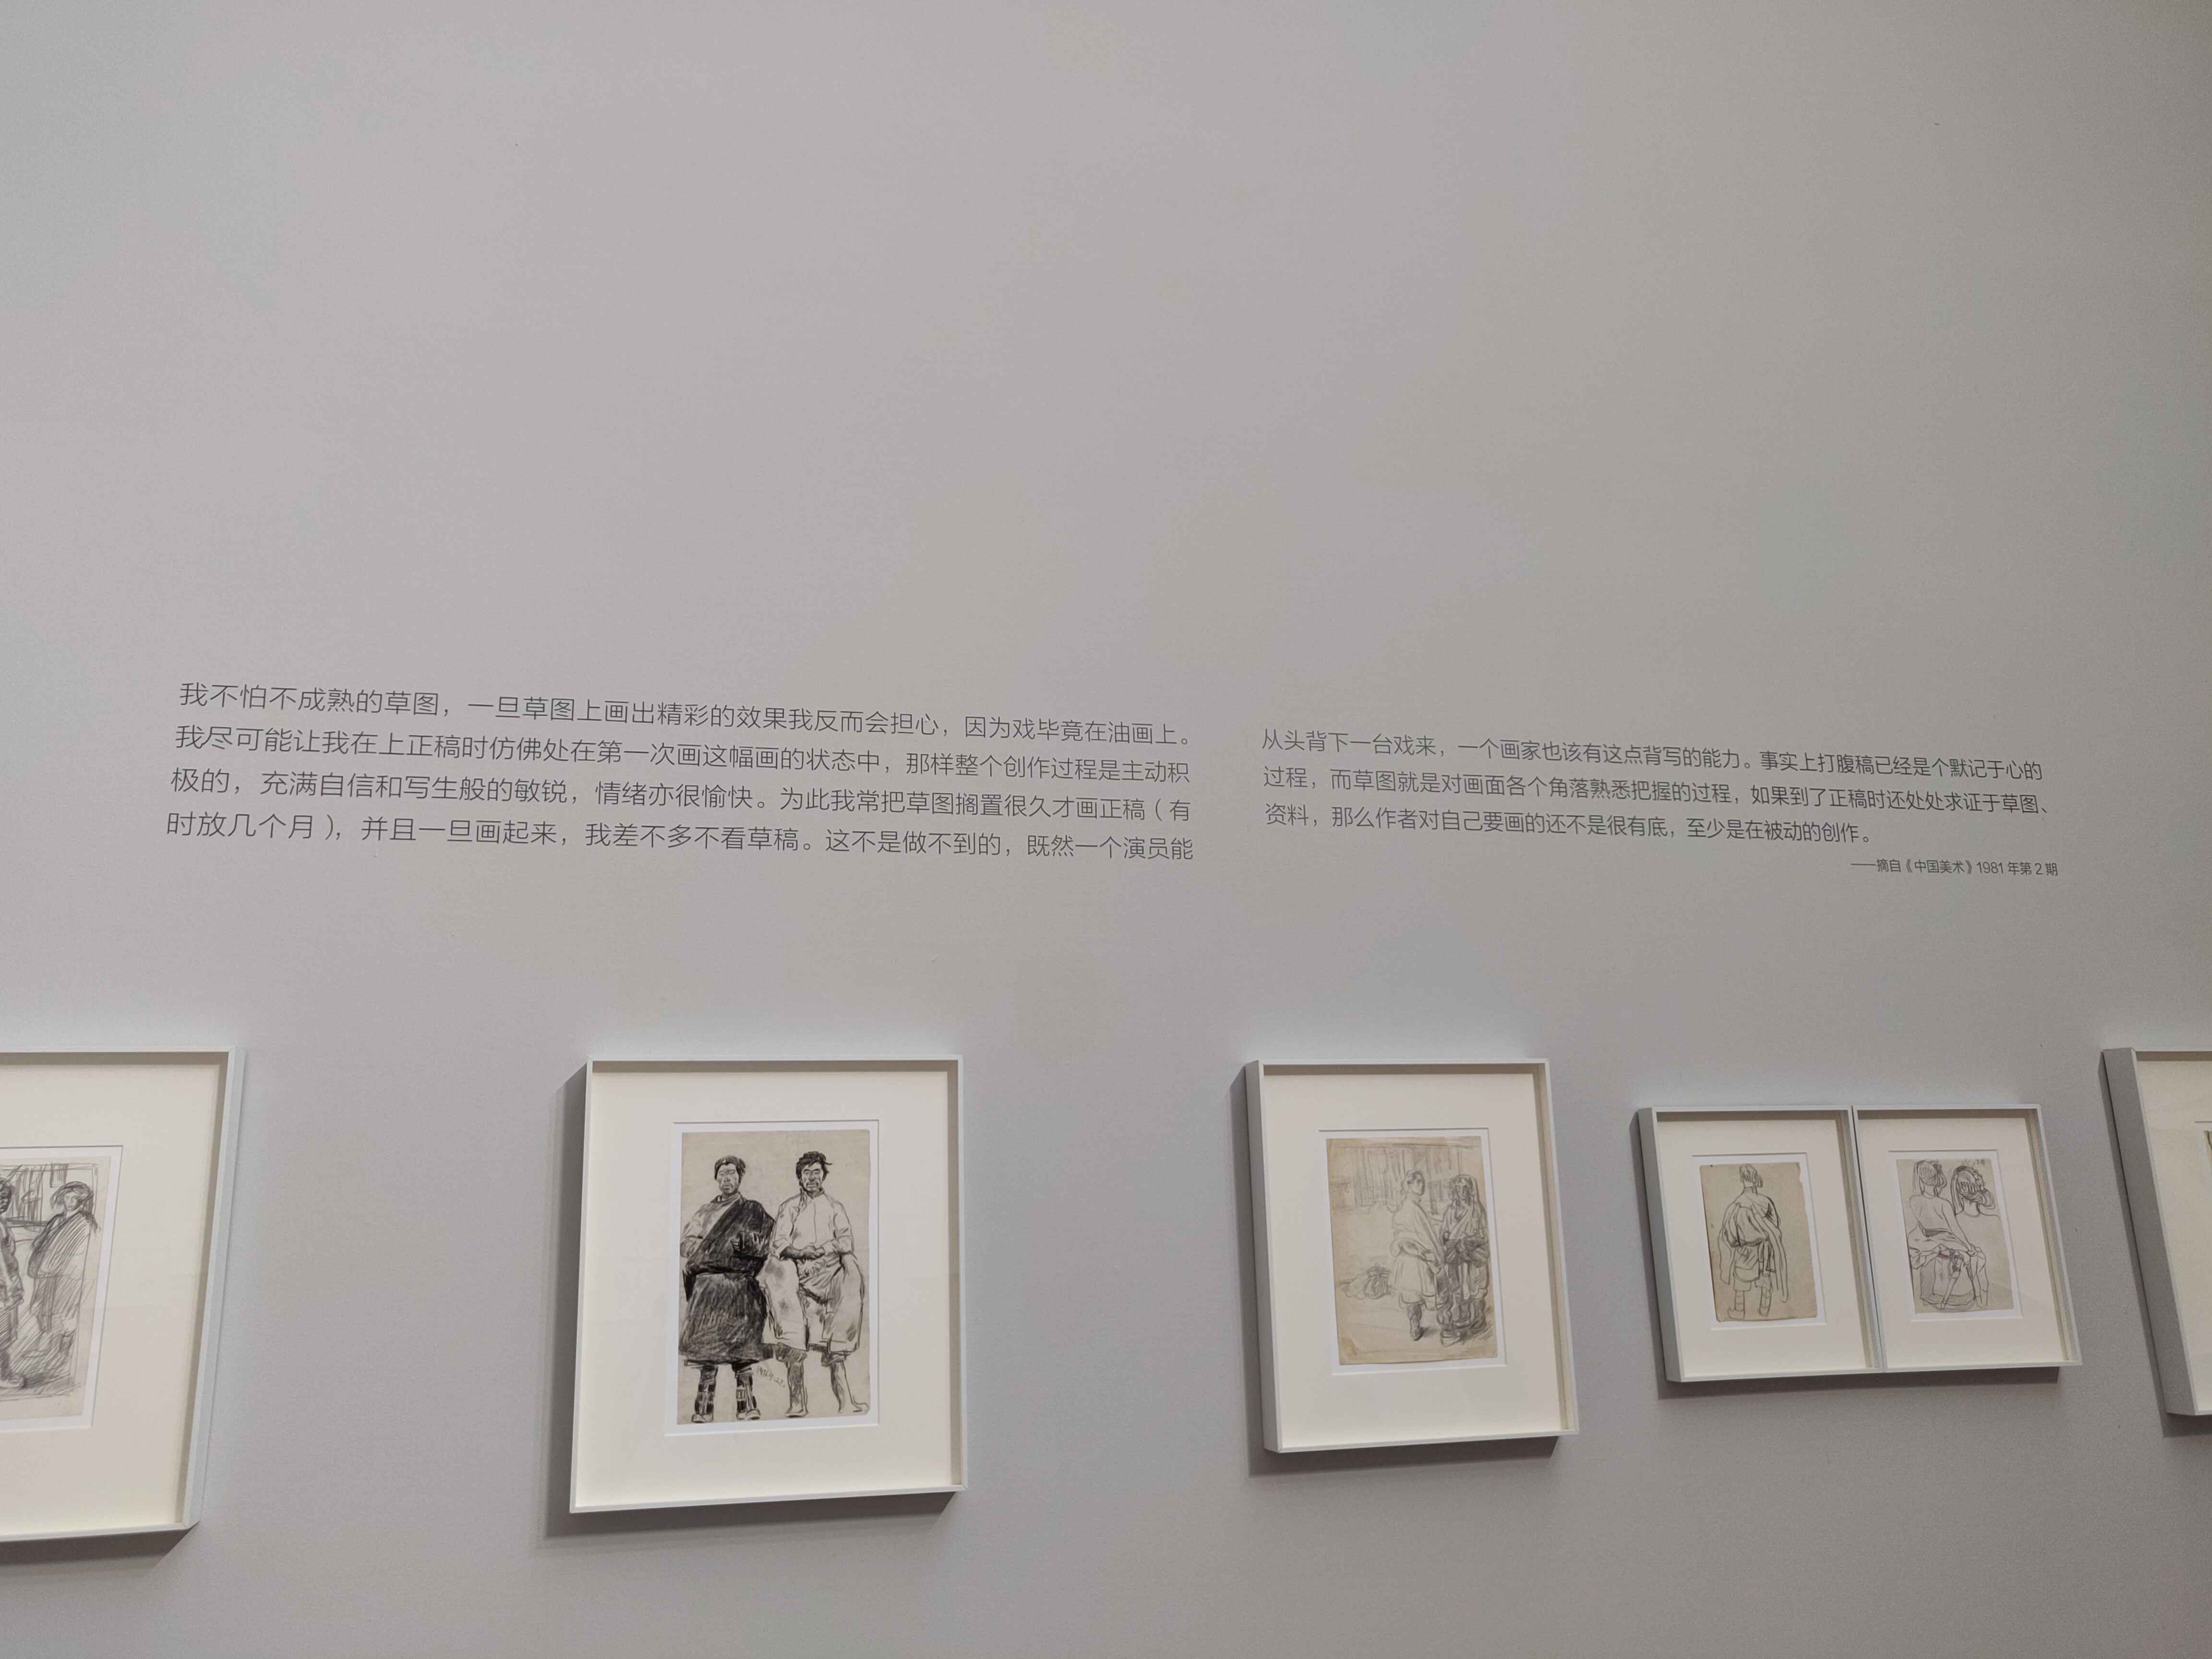 我不怕不成熟的草图，一旦草图上画出精彩的效果我反而会担心，因为戏毕竟在油画上。
我尽可能让我在上正稿时仿佛处在第一次画这幅画的状态中，那样整个创作过程是主动积
极的，充满自信和写生般的敏锐，情绪亦很愉快。为此我常把草图搁置很久才画正稿（有
时放几个月），并且一旦画起来，我差不多不看草稿。这不是做不到的，既然一个演员能
从头背下一台戏来，一个画家也该有这点背写的能力。事实上打腹稿已经是个默记于心的
过程，而草图就是对画面各个角落熟悉把握的过程，如果到了正稿时还处处求证于草图、
资料，那么作者对自己要画的还不是很有底，至少是在被动的创作。
——摘自《中国美术》1981年第2期